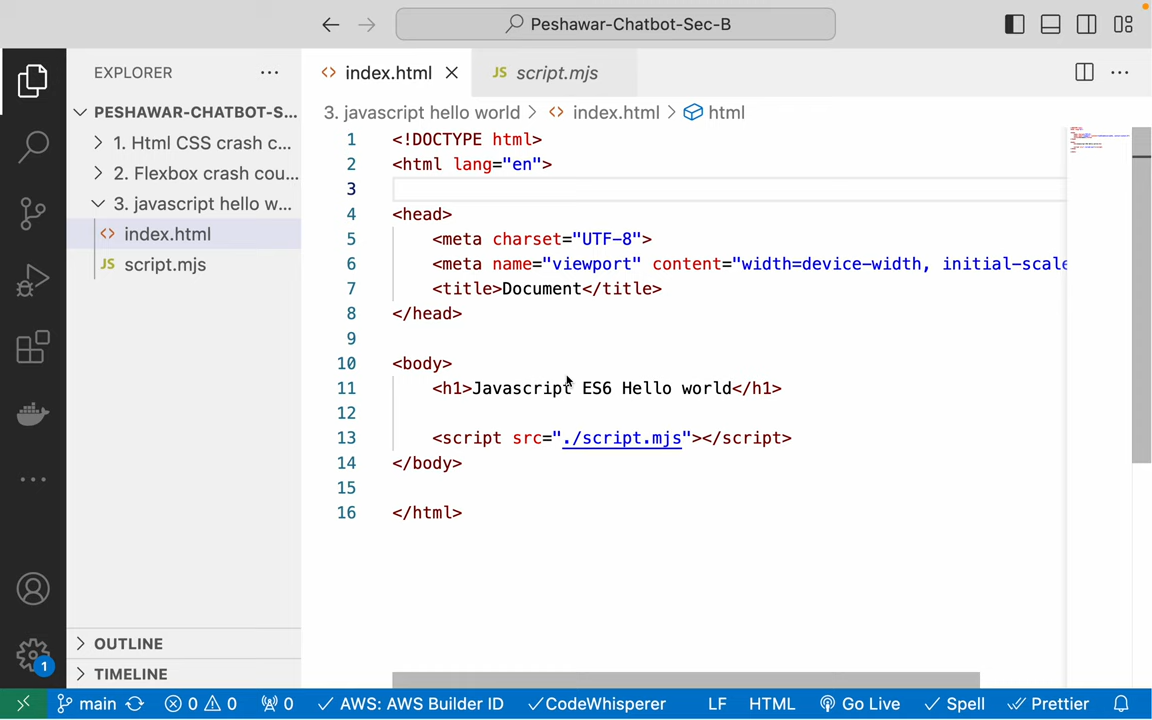 Peshawar-Chatbot-Sec-B
EXPLORER
PESHAWAR-CHATBOT-S...
1. Html CSS crash c...
2. Flexbox crash cou...
3. javascript hello w...
index.html
JS script.mjs
OUTLINE
TIMELINE
<> index.html
JS script.mjs
3. javascript hello world > <> index.html > html
1 <!DOCTYPE html>
2 <html lang="en">
3
4 <head>
5 <meta charset="UTF-8">
6 <meta name="viewport" content="width=device-width, initial-scale
7 <title>Document</title>
8 </head>
9
10 <body>
11 <h1>Javascript ES6 Hello world</h1>
12
13 <script src="./script.mjs"></script>
14 </body>
15
16 </html>
1
main 0 0 0 AWS: AWS Builder ID CodeWhisperer LF HTML Go Live Spell Prettier